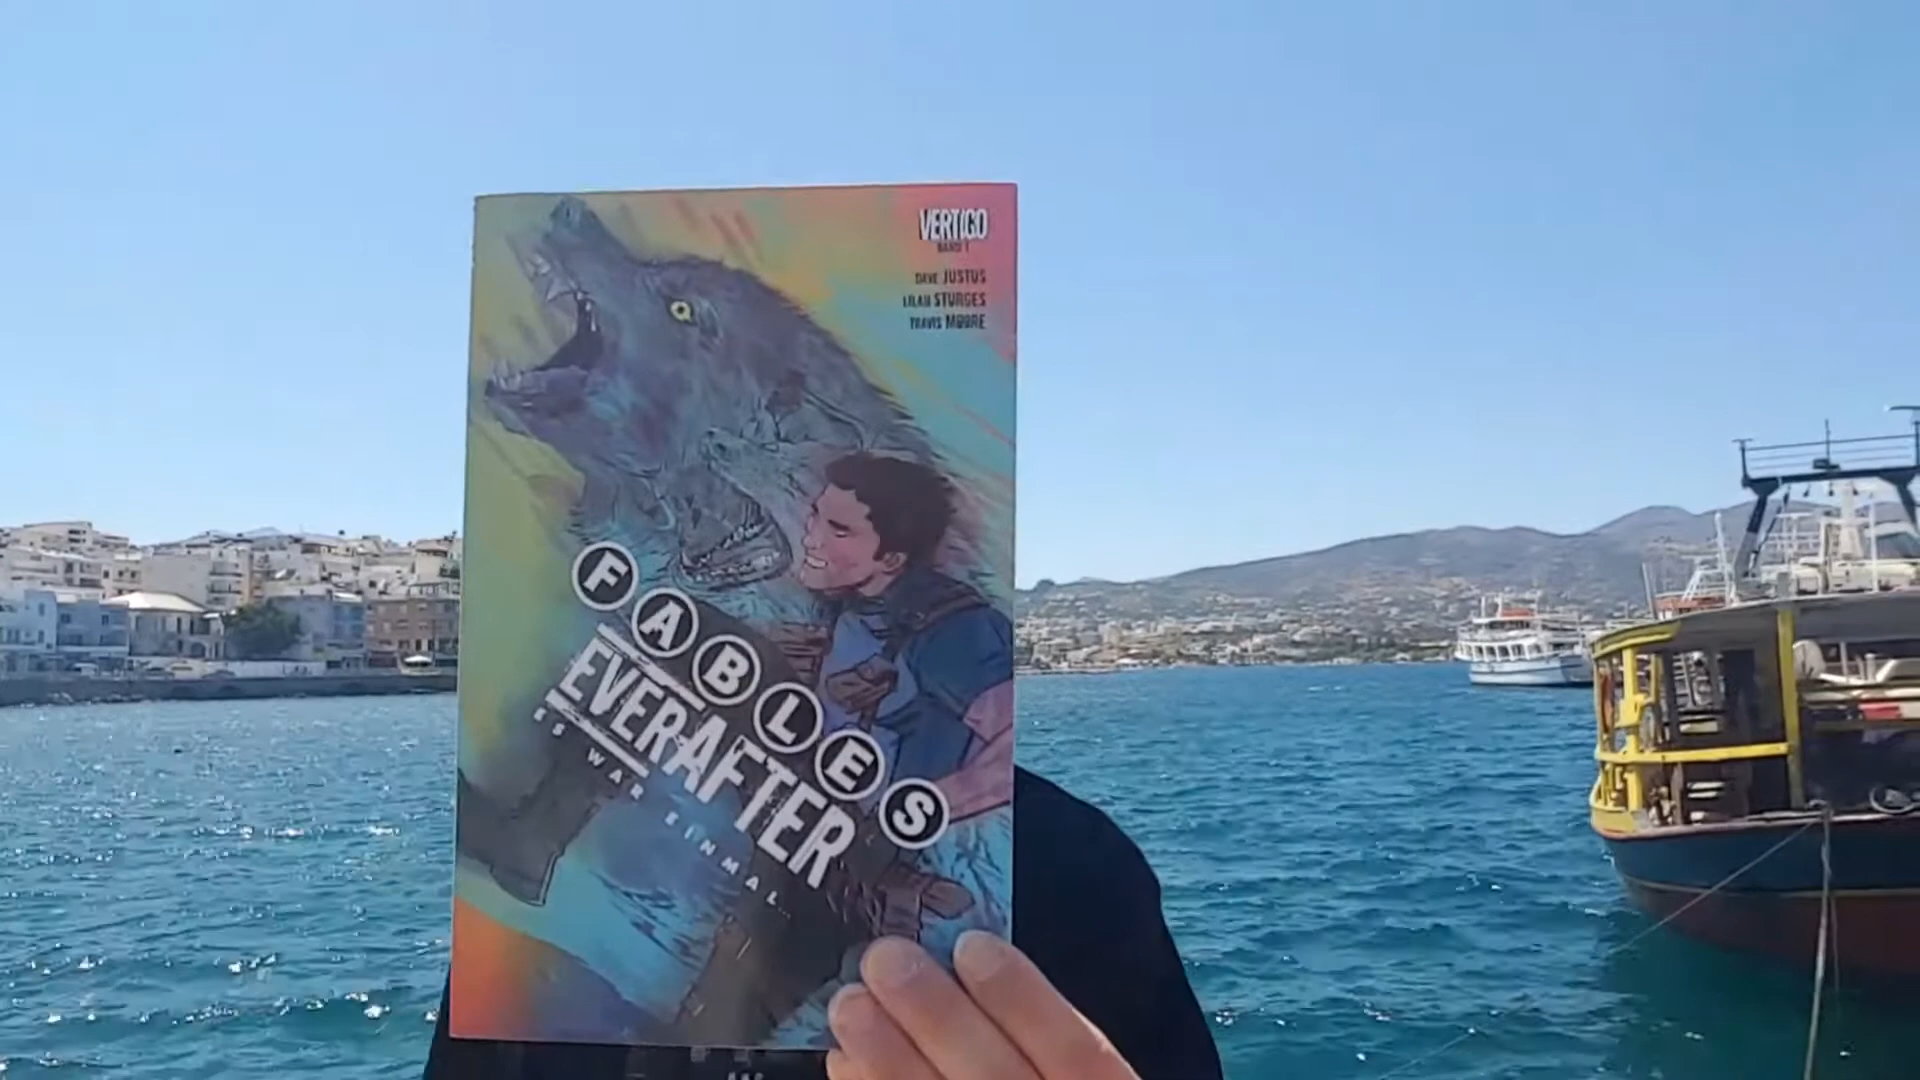 VERTIGO
BAND 1
DAVE JUSTUS
LILAH STURGES
TRAVIS MOORE
FABLES
EVERAFTER
ES WAR EINMAL...